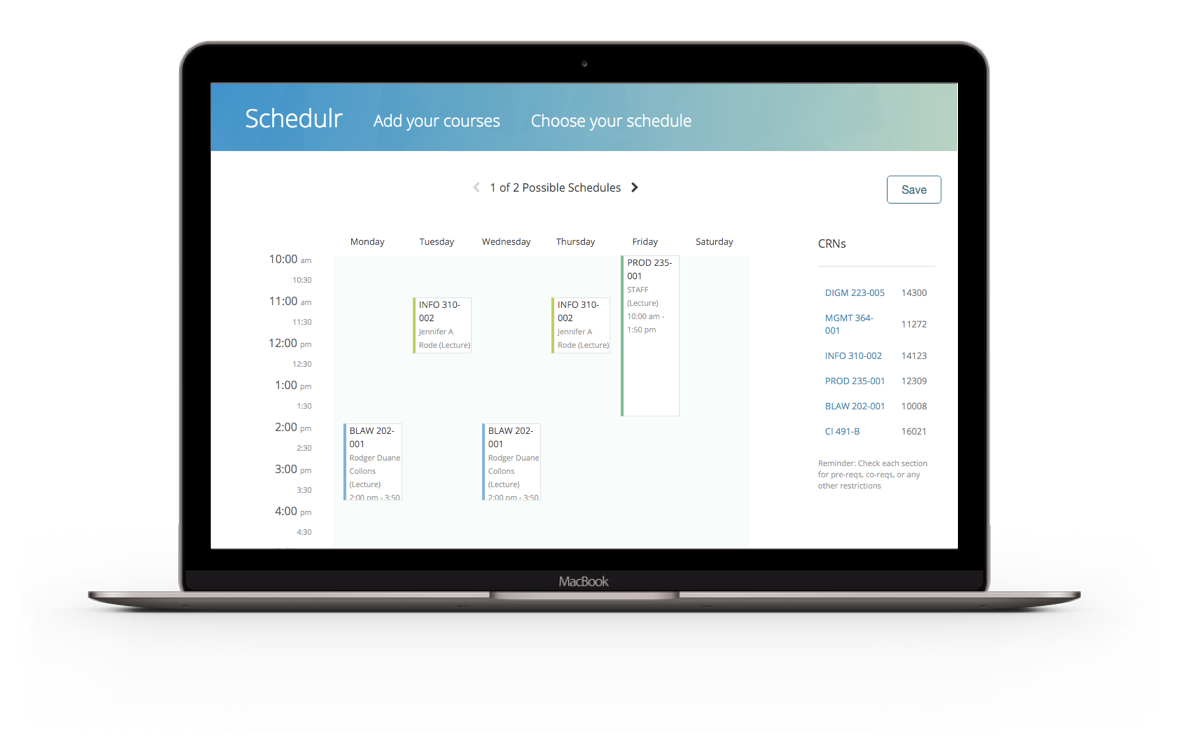 Schedulr
Add your courses
Choose your schedule
1 of 2 Possible Schedules
Save
Monday Tuesday Wednesday Thursday Friday Saturday
10:00 am
10:30
11:00 am
11:30
12:00 pm
12:30
1:00 pm
1:30
2:00 pm
2:30
3:00 pm
3:30
4:00 pm
4:30
BLAW 202-
001
Rodger Duane
Collons
(Lecture)
2:00 pm - 3:50
INFO 310-
002
Jennifer A
Rode (Lecture)
BLAW 202-
001
Rodger Duane
Collons
(Lecture)
2:00 pm - 3:50
INFO 310-
002
Jennifer A
Rode (Lecture)
PROD 235-
001
STAFF
(Lecture)
10:00 am -
1:50 pm
CRNs
DIGM 223-005 14300
MGMT 364-
001 11272
INFO 310-002 14123
PROD 235-001 12309
BLAW 202-001 10008
CI 491-B 16021
Reminder: Check each section
for pre-reqs, co-reqs, or any
other restrictions
MacBook